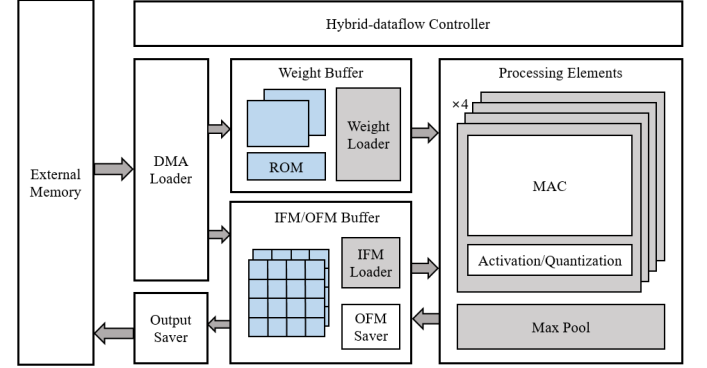 Hybrid-dataflow Controller
External
Memory
DMA
Loader
Weight Buffer
Weight
Loader
ROM
Processing Elements
×4
MAC
Activation/Quantization
IFM/OFM Buffer
IFM
Loader
OFM
Saver
Output
Saver
Max Pool